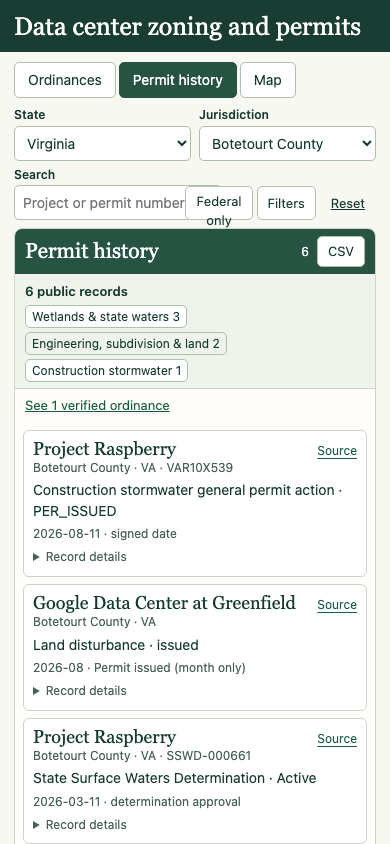 Data center zoning and permits
Ordinances
Permit history
Map
State
Jurisdiction
Virginia
Botetourt County
Search
Project or permit number
Federal only
Filters
Reset
Permit history
6
CSV
6 public records
Wetlands & state waters 3
Engineering, subdivision & land 2
Construction stormwater 1
See 1 verified ordinance
Project Raspberry
Source
Botetourt County · VA · VAR10X539
Construction stormwater general permit action ·
PER_ISSUED
2026-08-11 · signed date
Record details
Google Data Center at Greenfield
Source
Botetourt County · VA
Land disturbance · issued
2026-08 · Permit issued (month only)
Record details
Project Raspberry
Source
Botetourt County · VA · SSWD-000661
State Surface Waters Determination · Active
2026-03-11 · determination approval
Record details